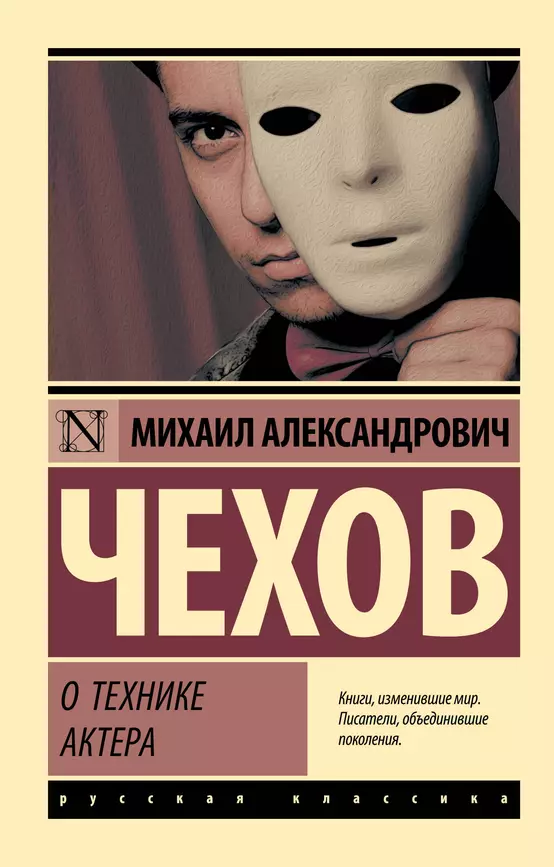 N
МИХАИЛ АЛЕКСАНДРОВИЧ
ЧЕХОВ
О ТЕХНИКЕ
АКТЕРА
Книги, изменившие мир.
Писатели, объединившие
поколения.
русская классика